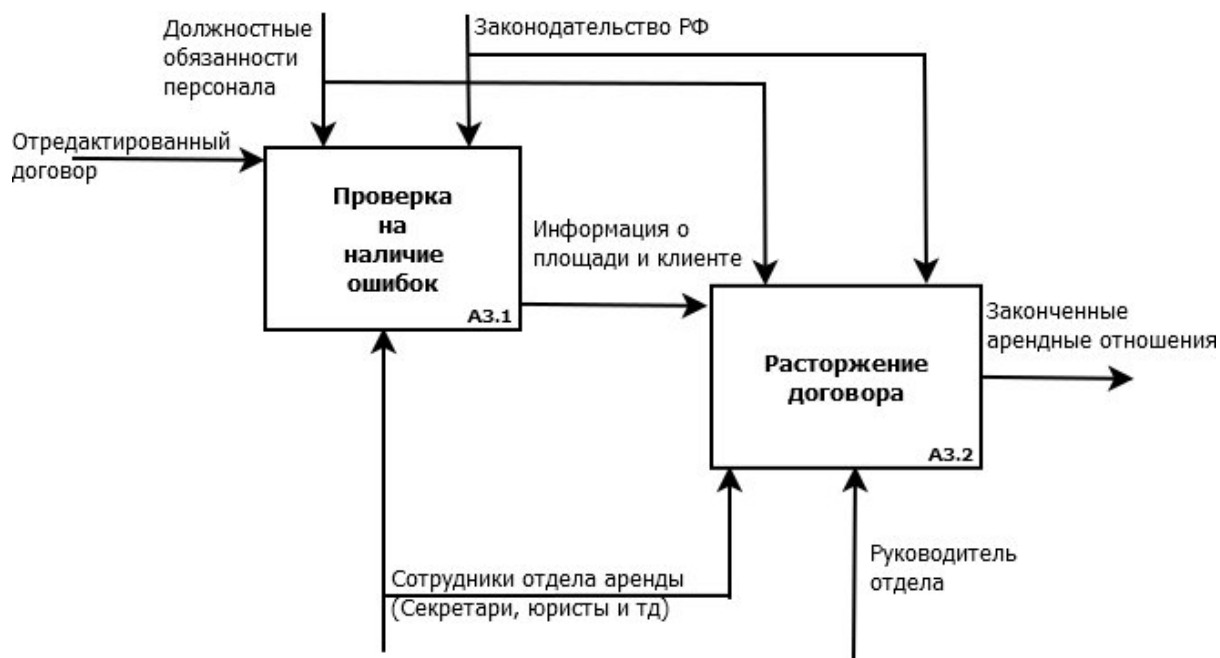 Должностные
обязанности
персонала
Законодательство РФ
Отредактированный
договор
Проверка
на
наличие
ошибок
А3.1
Информация о
площади и клиенте
Расторжение
договора
А3.2
Законченные
арендные отношения
Сотрудники отдела аренды
(Секретари, юристы и тд)
Руководитель
отдела